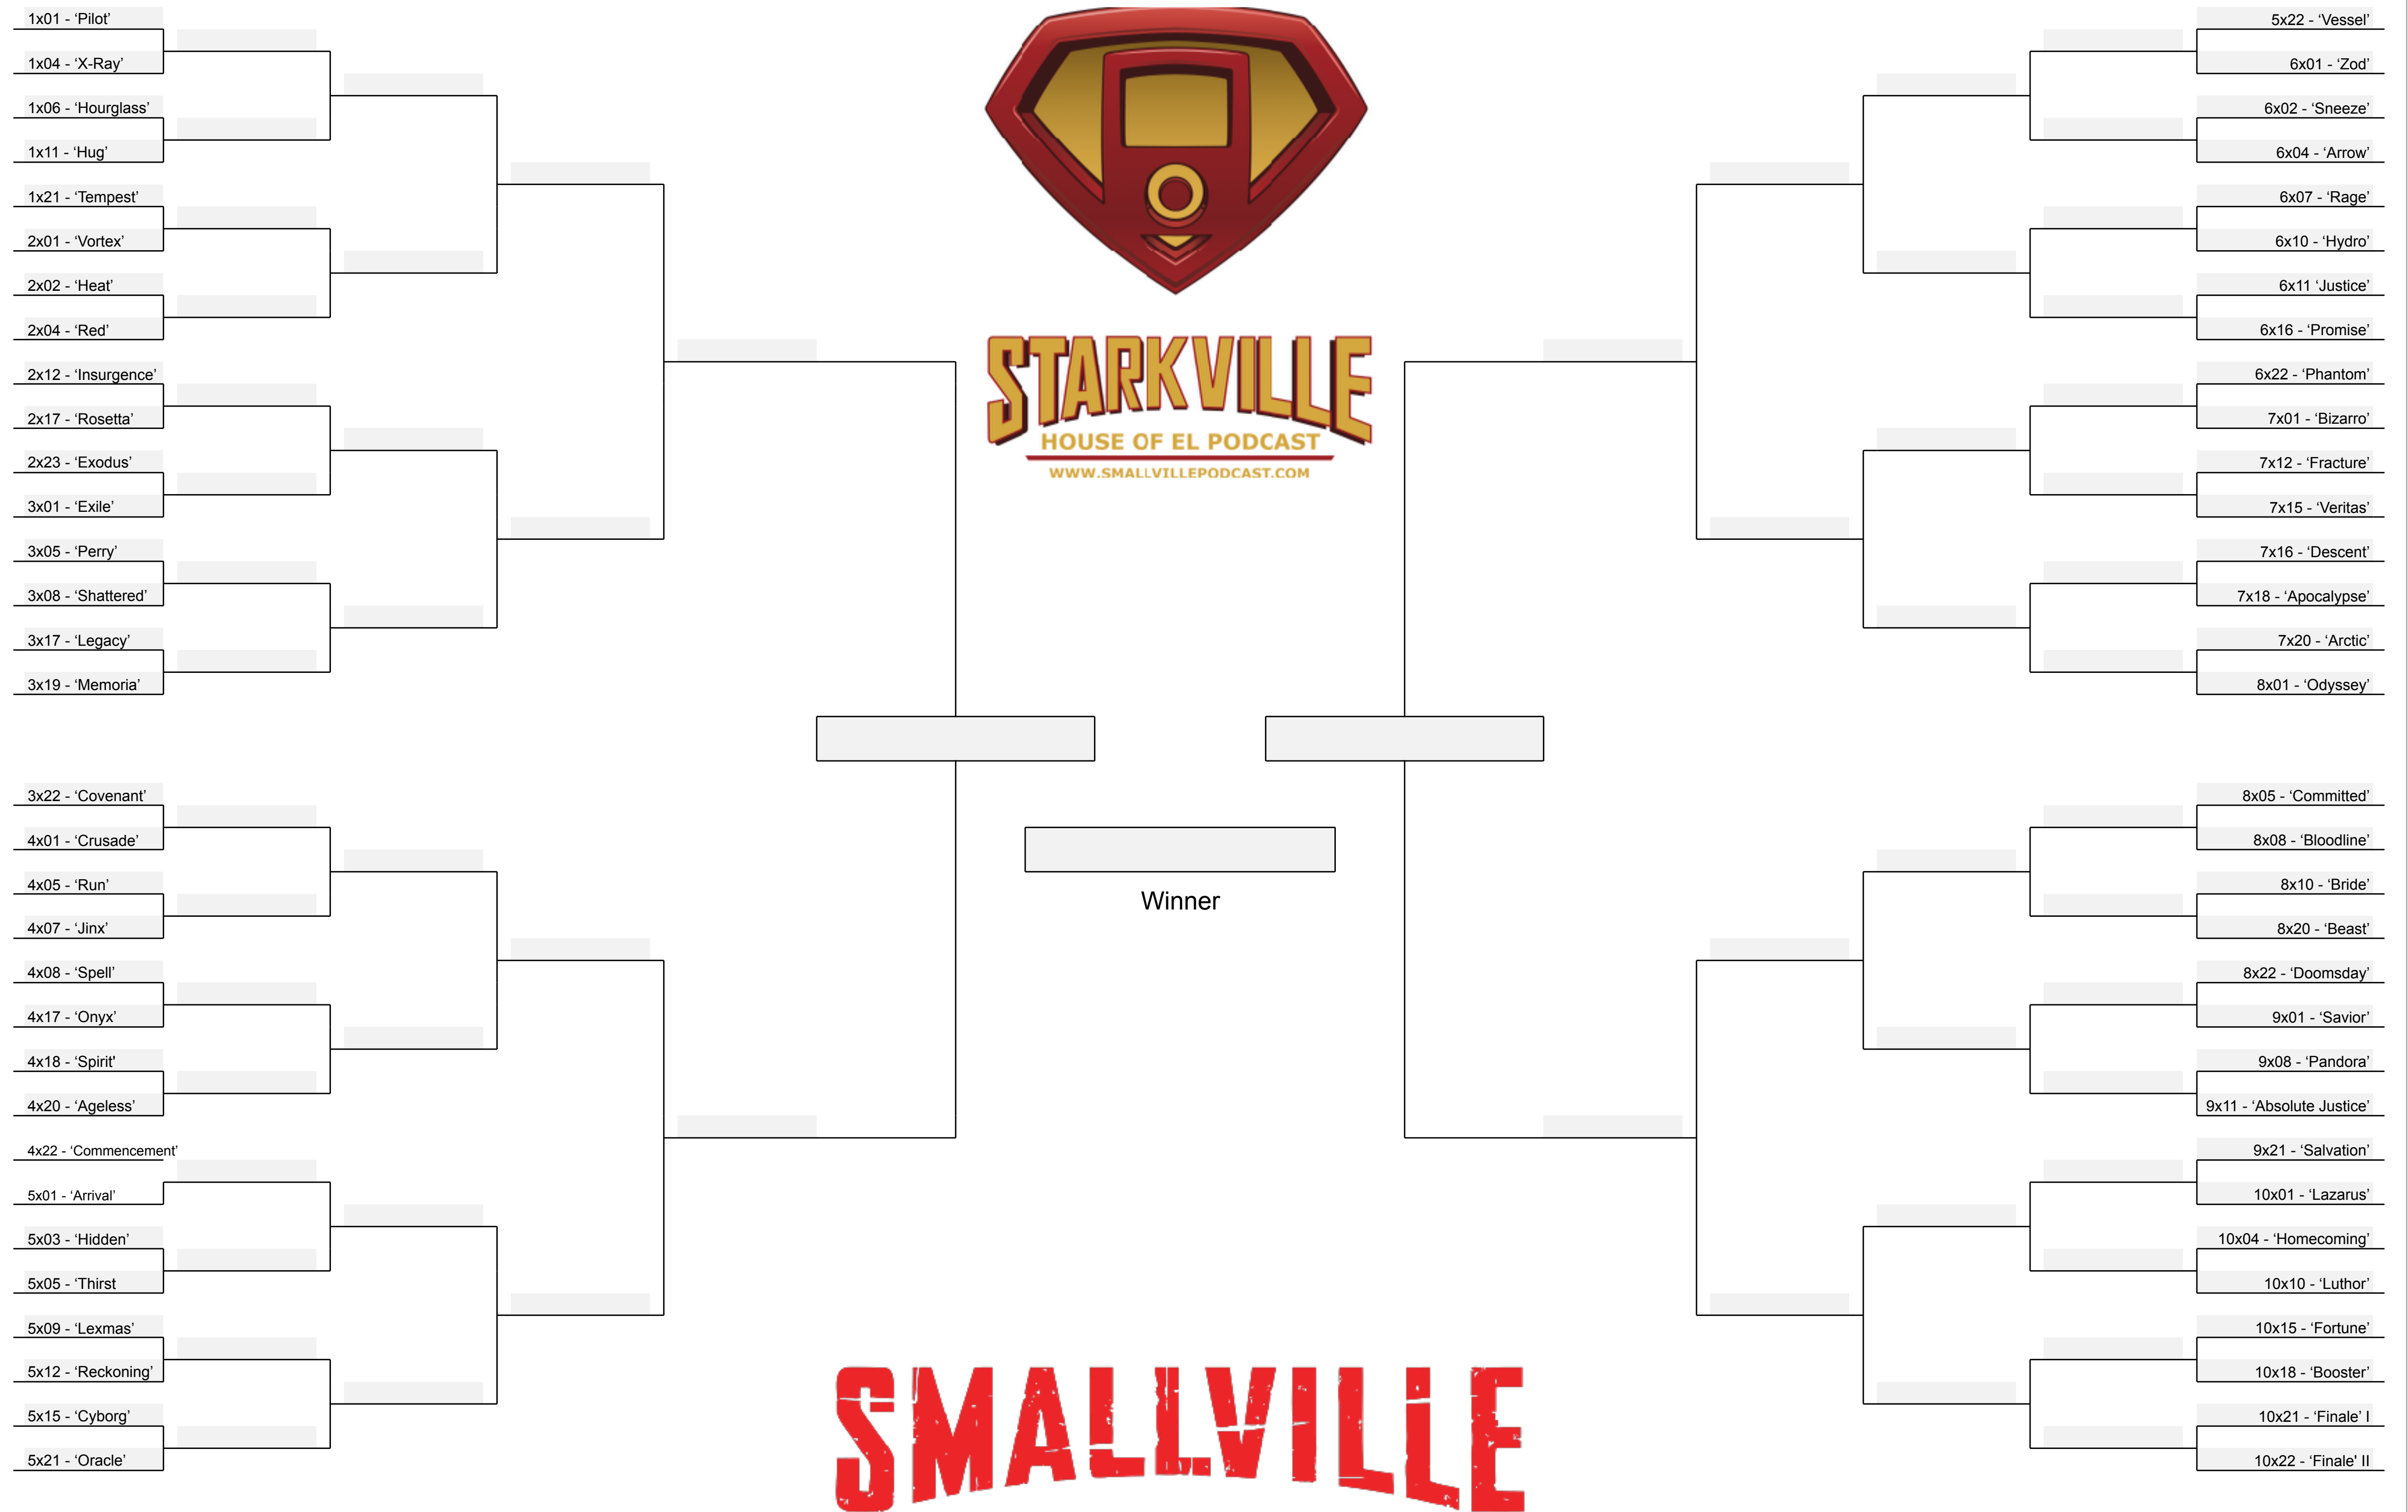 1x01 - ‘Pilot’
1x04 - ‘X-Ray’
1x06 - ‘Hourglass’
1x11 - ‘Hug’
1x21 - ‘Tempest’
2x01 - ‘Vortex’
2x02 - ‘Heat’
2x04 - ‘Red’
2x12 - ‘Insurgence’
2x17 - ‘Rosetta’
2x23 - ‘Exodus’
3x01 - ‘Exile’
3x05 - ‘Perry’
3x08 - ‘Shattered’
3x17 - ‘Legacy’
3x19 - ‘Memoria’
3x22 - ‘Covenant’
4x01 - ‘Crusade’
4x05 - ‘Run’
4x07 - ‘Jinx’
4x08 - ‘Spell’
4x17 - ‘Onyx’
4x18 - ‘Spirit'
4x20 - ‘Ageless’
4x22 - ‘Commencement’
5x01 - ‘Arrival’
5x03 - ‘Hidden’
5x05 - ‘Thirst
5x09 - ‘Lexmas’
5x12 - ‘Reckoning’
5x15 - ‘Cyborg’
5x21 - ‘Oracle’
STARKVILLE
HOUSE OF EL PODCAST
WWW.SMALLVILLEPODCAST.COM
Winner
SMALLVILLE
5x22 - ‘Vessel’
6x01 - ‘Zod’
6x02 - ‘Sneeze’
6x04 - ‘Arrow’
6x07 - ‘Rage’
6x10 - ‘Hydro’
6x11 ‘Justice’
6x16 - ‘Promise’
6x22 - ‘Phantom’
7x01 - ‘Bizarro’
7x12 - ‘Fracture’
7x15 - ‘Veritas’
7x16 - ‘Descent’
7x18 - ‘Apocalypse’
7x20 - ‘Arctic’
8x01 - ‘Odyssey’
8x05 - ‘Committed’
8x08 - ‘Bloodline’
8x10 - ‘Bride’
8x20 - ‘Beast’
8x22 - ‘Doomsday’
9x01 - ‘Savior’
9x08 - ‘Pandora’
9x11 - ‘Absolute Justice’
9x21 - ‘Salvation’
10x01 - ‘Lazarus’
10x04 - ‘Homecoming’
10x10 - ‘Luthor’
10x15 - ‘Fortune’
10x18 - ‘Booster’
10x21 - ‘Finale’ I
10x22 - ‘Finale' II